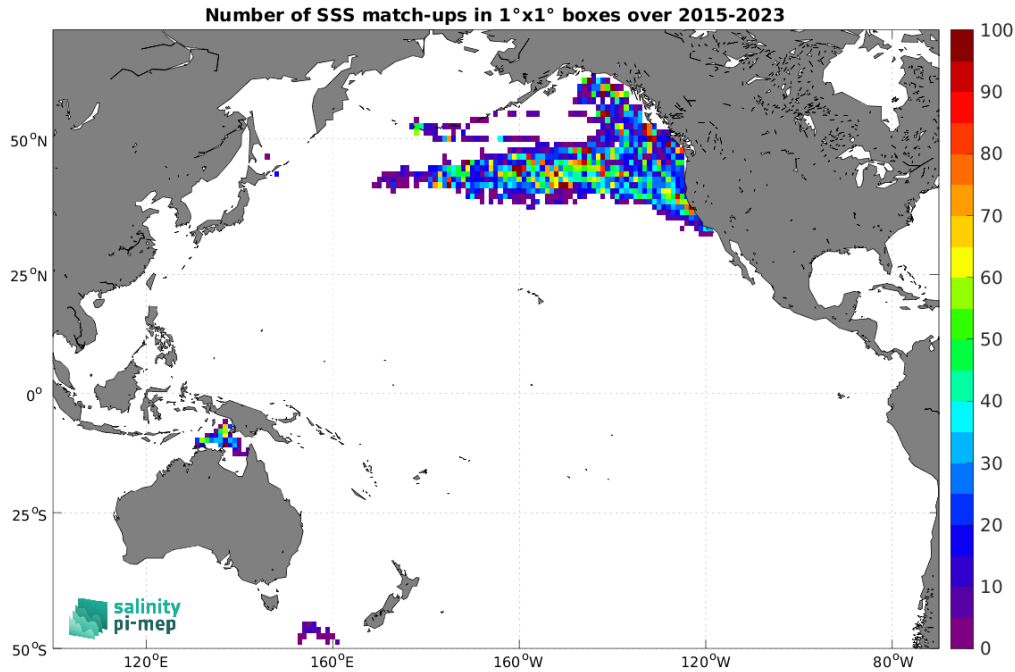 Number of SSS match-ups in 1°x1° boxes over 2015-2023
100
90
80
70
60
50
40
30
20
10
0
50°N
25°N
0°
25°S
50°S
120°E
160°E
160°W
120°W
80°W
salinity
pi-mep